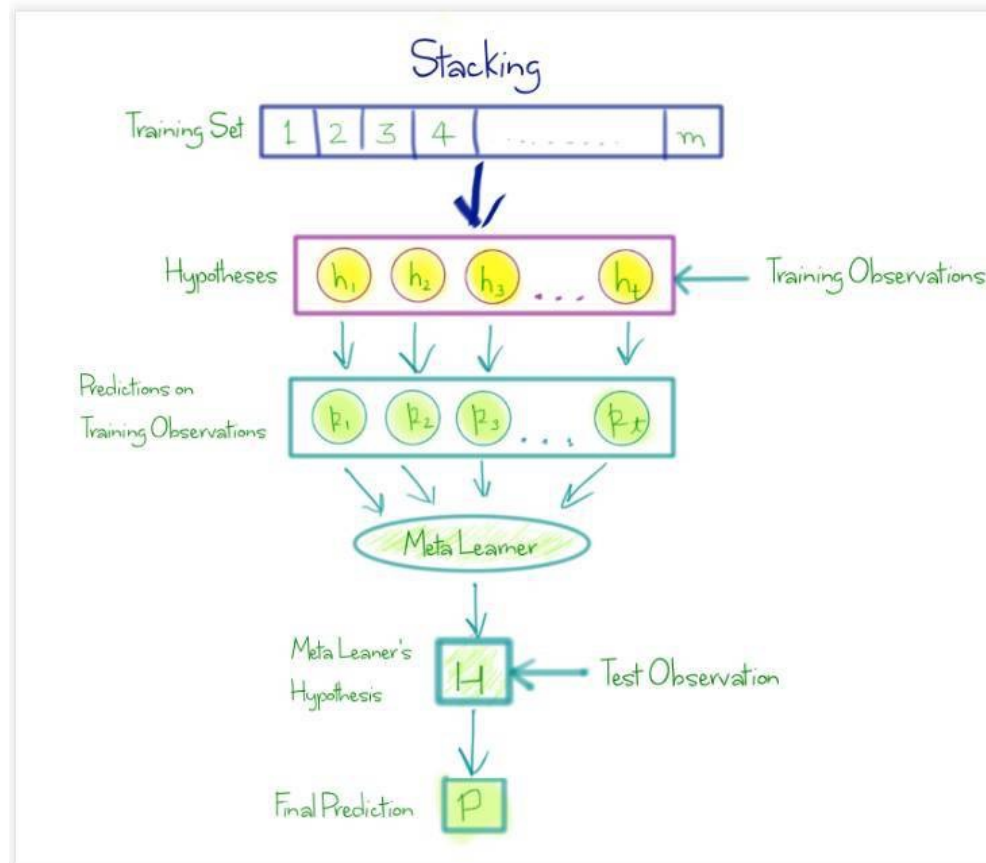 Stacking
Training Set 1 2 3 4 ........ m
Hypotheses h₁ h₂ h₃ ... hₜ Training Observations
Predictions on
Training Observations p₁ p₂ p₃ ... pₜ
Meta Learner
Meta Leaner's
Hypothesis
H Test Observation
Final Prediction P